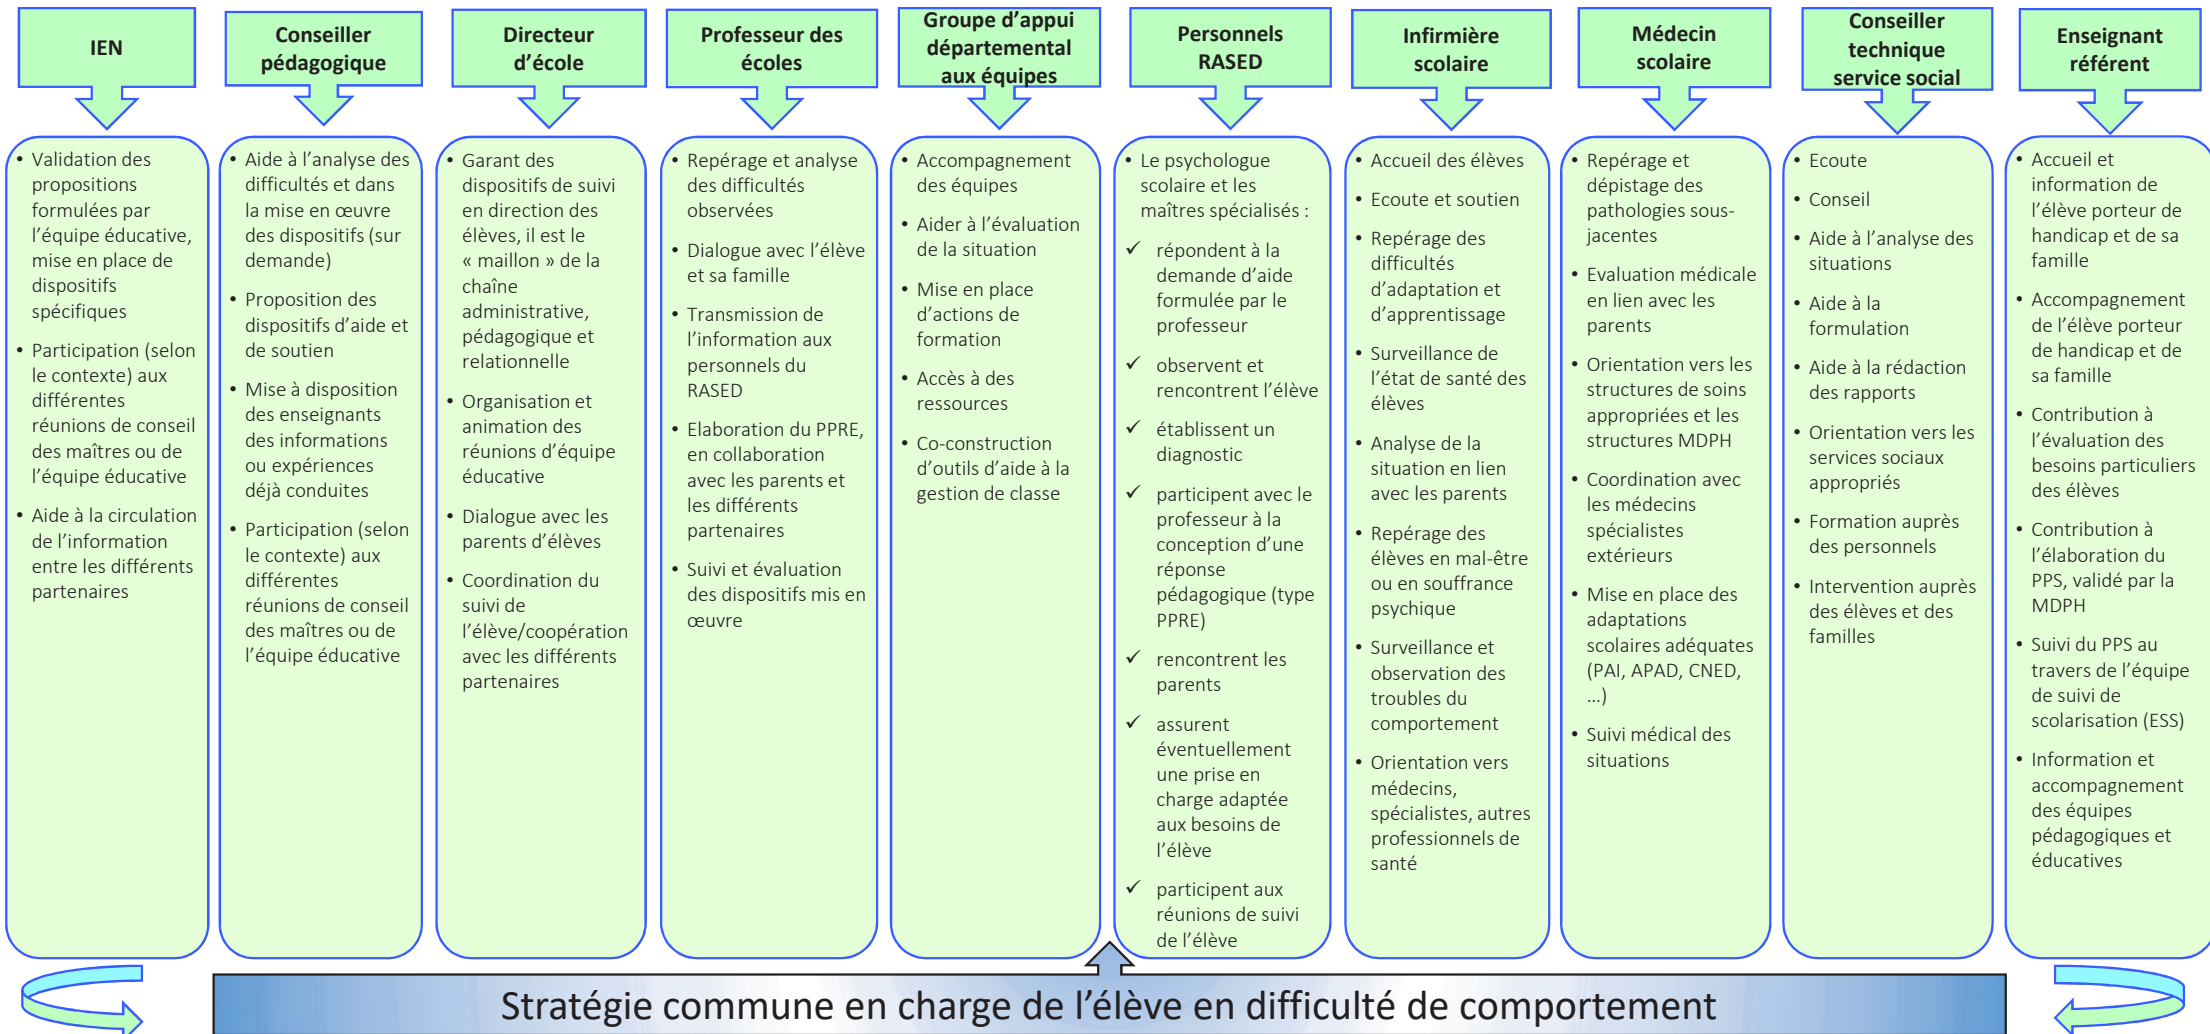 IEN
Conseiller
pédagogique
Directeur
d’école
Professeur des
écoles
Groupe d’appui
départemental
aux équipes
Personnels
RASED
Infirmière
scolaire
Médecin
scolaire
Conseiller
technique
service social
Enseignant
référent
• Validation des
propositions
formulées par
l’équipe éducative,
mise en place de
dispositifs
spécifiques
• Participation (selon
le contexte) aux
différentes
réunions de conseil
des maîtres ou de
l’équipe éducative
• Aide à la circulation
de l’information
entre les différents
partenaires
• Aide à l’analyse des
difficultés et dans
la mise en œuvre
des dispositifs (sur
demande)
• Proposition des
dispositifs d’aide et
de soutien
• Mise à disposition
des enseignants
des informations
ou expériences
déjà conduites
• Participation (selon
le contexte) aux
différentes
réunions de conseil
des maîtres ou de
l’équipe éducative
• Garant des
dispositifs de suivi
en direction des
élèves, il est le
« maillon » de la
chaîne
administrative,
pédagogique et
relationnelle
• Organisation et
animation des
réunions d’équipe
éducative
• Dialogue avec les
parents d’élèves
• Coordination du
suivi de
l’élève/coopération
avec les différents
partenaires
• Repérage et analyse
des difficultés
observées
• Dialogue avec l’élève
et sa famille
• Transmission de
l’information aux
personnels du
RASED
• Elaboration du PPRE,
en collaboration
avec les parents et
les différents
partenaires
• Suivi et évaluation
des dispositifs mis en
œuvre
• Accompagnement
des équipes
• Aider à l’évaluation
de la situation
• Mise en place
d’actions de
formation
• Accès à des
ressources
• Co-construction
d’outils d’aide à la
gestion de classe
• Le psychologue
scolaire et les
maîtres spécialisés :
✓ répondent à la
demande d’aide
formulée par le
professeur
✓ observent et
rencontrent l’élève
✓ établissent un
diagnostic
✓ participent avec le
professeur à la
conception d’une
réponse
pédagogique (type
PPRE)
✓ rencontrent les
parents
✓ assurent
éventuellement
une prise en
charge adaptée
aux besoins de
l’élève
✓ participent aux
réunions de suivi
de l’élève
• Accueil des élèves
• Ecoute et soutien
• Repérage des
difficultés
d’adaptation et
d’apprentissage
• Surveillance de
l’état de santé des
élèves
• Analyse de la
situation en lien
avec les parents
• Repérage des
élèves en mal-être
ou en souffrance
psychique
• Surveillance et
observation des
troubles du
comportement
• Orientation vers
médecins,
spécialistes, autres
professionnels de
santé
• Repérage et
dépistage des
pathologies sous-
jacentes
• Evaluation médicale
en lien avec les
parents
• Orientation vers les
structures de soins
appropriées et les
structures MDPH
• Coordination avec
les médecins
spécialistes
extérieurs
• Mise en place des
adaptations
scolaires adéquates
(PAI, APAD, CNED,
…)
• Suivi médical des
situations
• Ecoute
• Conseil
• Aide à l’analyse des
situations
• Aide à la
formulation
• Aide à la rédaction
des rapports
• Orientation vers les
services sociaux
appropriés
• Formation auprès
des personnels
• Intervention auprès
des élèves et des
familles
• Accueil et
information de
l’élève porteur de
handicap et de sa
famille
• Accompagnement
de l’élève porteur
de handicap et de
sa famille
• Contribution à
l’évaluation des
besoins particuliers
des élèves
• Contribution à
l’élaboration du
PPS, validé par la
MDPH
• Suivi du PPS au
travers de l’équipe
de suivi de
scolarisation (ESS)
• Information et
accompagnement
des équipes
pédagogiques et
éducatives
Stratégie commune en charge de l’élève en difficulté de comportement